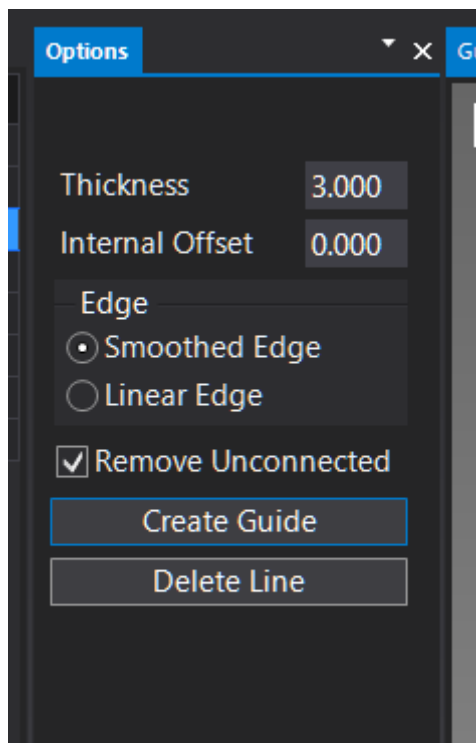 Options
Thickness 3.000
Internal Offset 0.000
Edge
Smoothed Edge
Linear Edge
Remove Unconnected
Create Guide
Delete Line